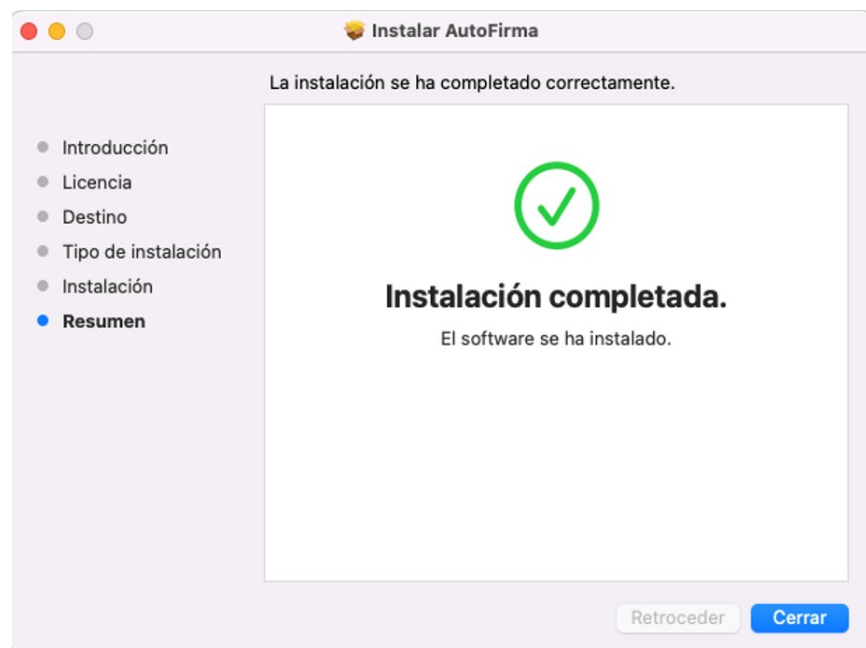 Instalar AutoFirma
La instalación se ha completado correctamente.
Introducción
Licencia
Destino
Tipo de instalación
Instalación
Resumen
Instalación completada.
El software se ha instalado.
Retroceder
Cerrar